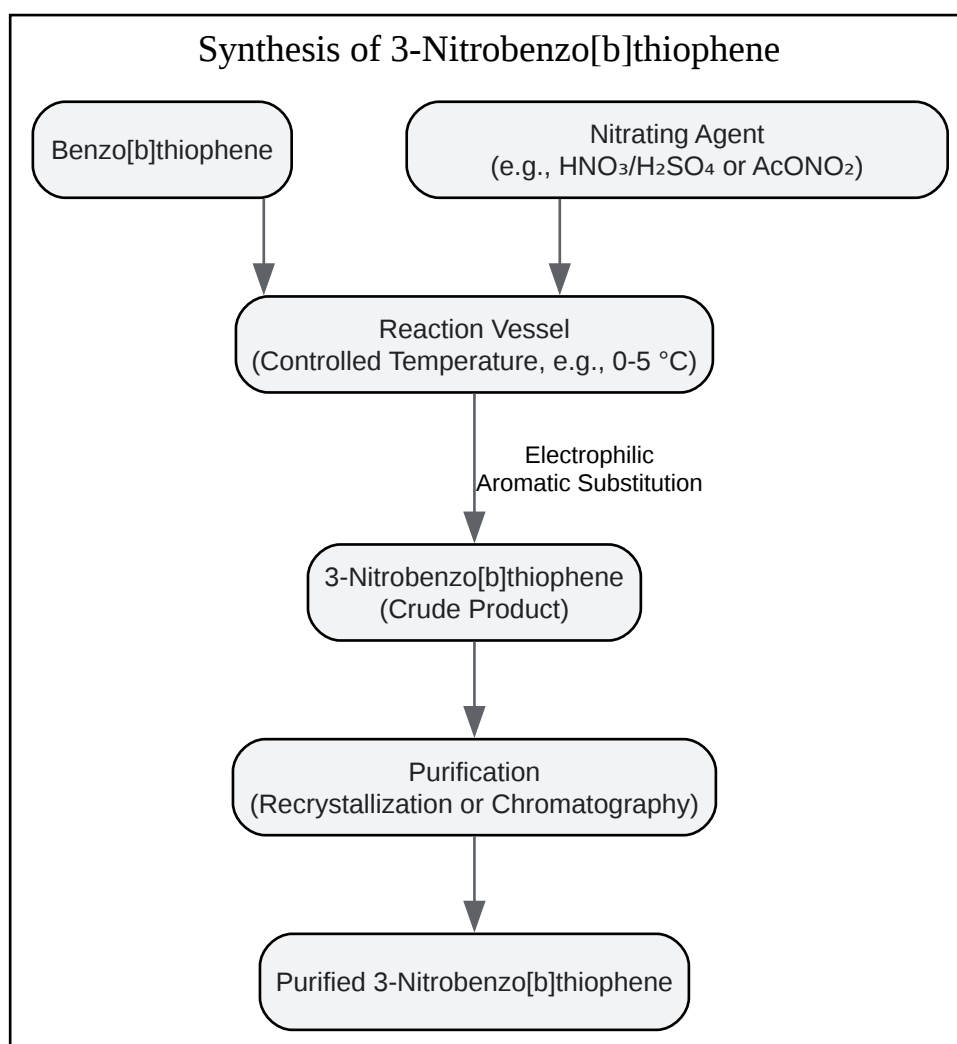 Synthesis of 3-Nitrobenzo[b]thiophene
Benzo[b]thiophene
Nitrating Agent
(e.g., HNO₃/H₂SO₄ or AcONO₂)
Reaction Vessel
(Controlled Temperature, e.g., 0-5 °C)
Electrophilic
Aromatic Substitution
3-Nitrobenzo[b]thiophene
(Crude Product)
Purification
(Recrystallization or Chromatography)
Purified 3-Nitrobenzo[b]thiophene